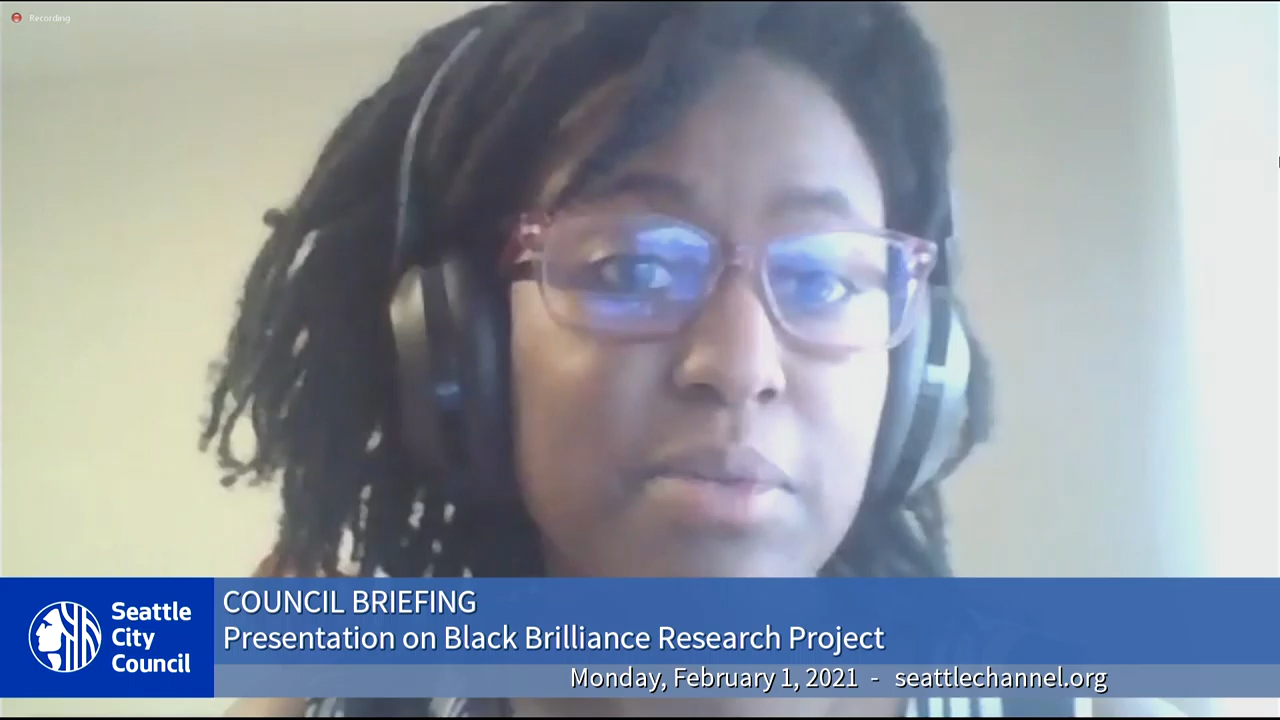 Recording
Seattle
City
Council
COUNCIL BRIEFING
Presentation on Black Brilliance Research Project
Monday, February 1, 2021 - seattlechannel.org